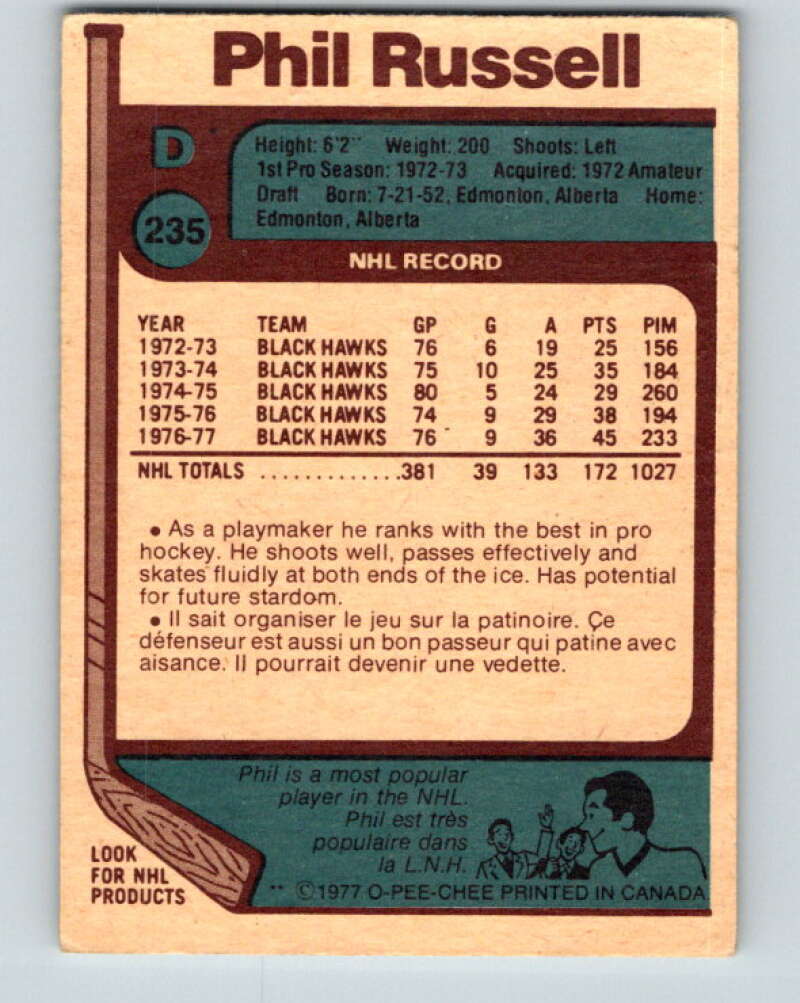 Phil Russell
D
Height: 6'2" Weight: 200 Shoots: Left
1st Pro Season: 1972-73 Acquired: 1972 Amateur
Draft Born: 7-21-52, Edmonton, Alberta Home:
Edmonton, Alberta
235
NHL RECORD
YEAR TEAM GP G A PTS PIM
1972-73 BLACK HAWKS 76 6 19 25 156
1973-74 BLACK HAWKS 75 10 25 35 184
1974-75 BLACK HAWKS 80 5 24 29 260
1975-76 BLACK HAWKS 74 9 29 38 194
1976-77 BLACK HAWKS 76 9 36 45 233
NHL TOTALS .............381 39 133 172 1027
• As a playmaker he ranks with the best in pro
hockey. He shoots well, passes effectively and
skates fluidly at both ends of the ice. Has potential
for future stardom.
• Il sait organiser le jeu sur la patinoire. Çe
défenseur est aussi un bon passeur qui patine avec
aisance. Il pourrait devenir une vedette.
Phil is a most popular
player in the NHL.
Phil est très
populaire dans
la L.N.H.
LOOK
FOR NHL
PRODUCTS
** ©1977 O-PEE-CHEE PRINTED IN CANADA